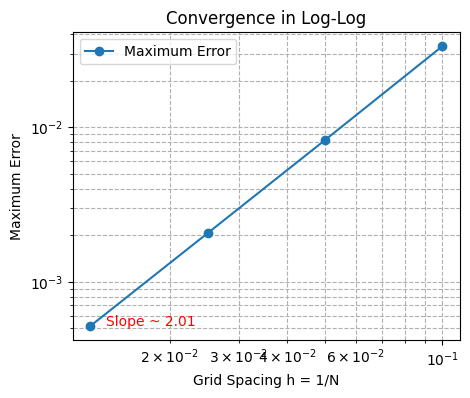 Convergence in Log-Log
Maximum Error
Maximum Error
10⁻²
10⁻³
Slope ~ 2.01
2 × 10⁻² 3 × 10⁻² 4 × 10⁻² 6 × 10⁻² 10⁻¹
Grid Spacing h = 1/N